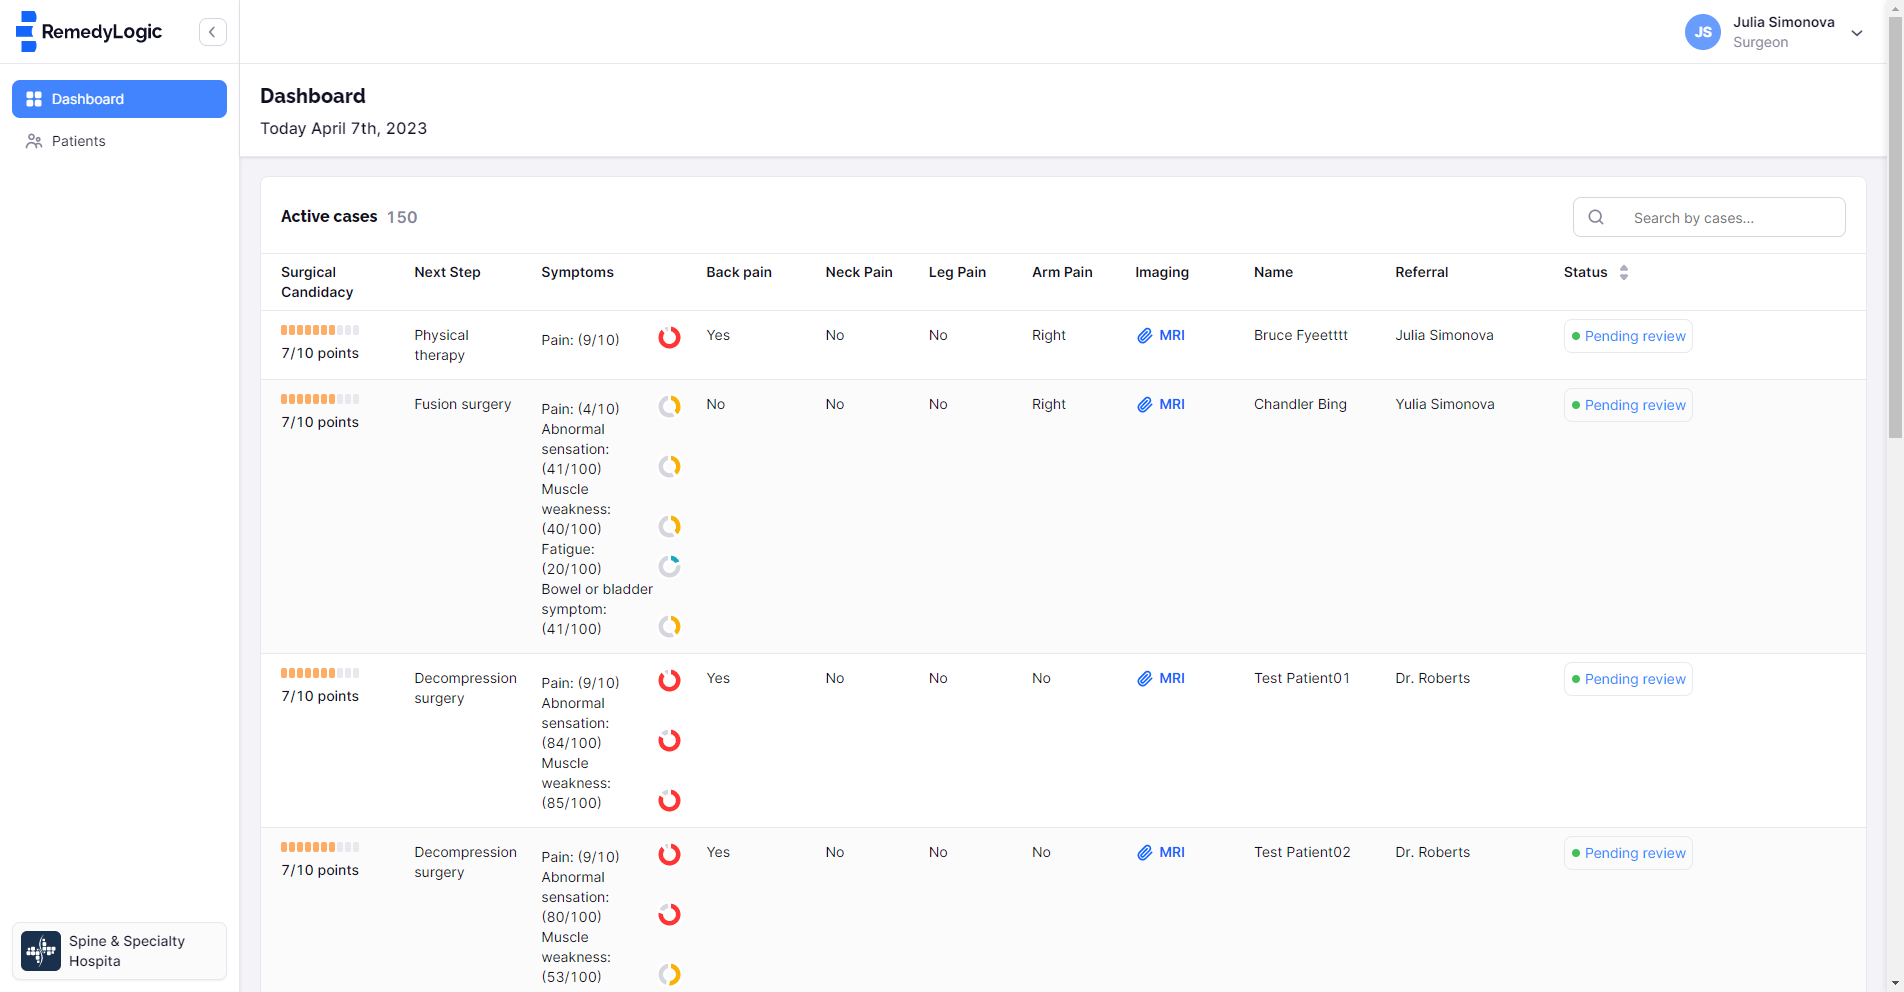 RemedyLogic
JS
Julia Simonova
Surgeon
Dashboard
Patients
Dashboard
Today April 7th, 2023
Active cases 150
Search by cases...
Surgical Candidacy
Next Step
Symptoms
Back pain
Neck Pain
Leg Pain
Arm Pain
Imaging
Name
Referral
Status
7/10 points
Physical
therapy
Pain: (9/10)
Yes
No
No
Right
MRI
Bruce Fyeetttt
Julia Simonova
Pending review
7/10 points
Fusion surgery
Pain: (4/10)
Abnormal
sensation:
(41/100)
Muscle
weakness:
(40/100)
Fatigue:
(20/100)
Bowel or bladder
symptom:
(41/100)
No
No
No
Right
MRI
Chandler Bing
Yulia Simonova
Pending review
7/10 points
Decompression
surgery
Pain: (9/10)
Abnormal
sensation:
(84/100)
Muscle
weakness:
(85/100)
Yes
No
No
No
MRI
Test Patient01
Dr. Roberts
Pending review
7/10 points
Decompression
surgery
Pain: (9/10)
Abnormal
sensation:
(80/100)
Muscle
weakness:
(53/100)
Yes
No
No
No
MRI
Test Patient02
Dr. Roberts
Pending review
Spine & Specialty
Hospita